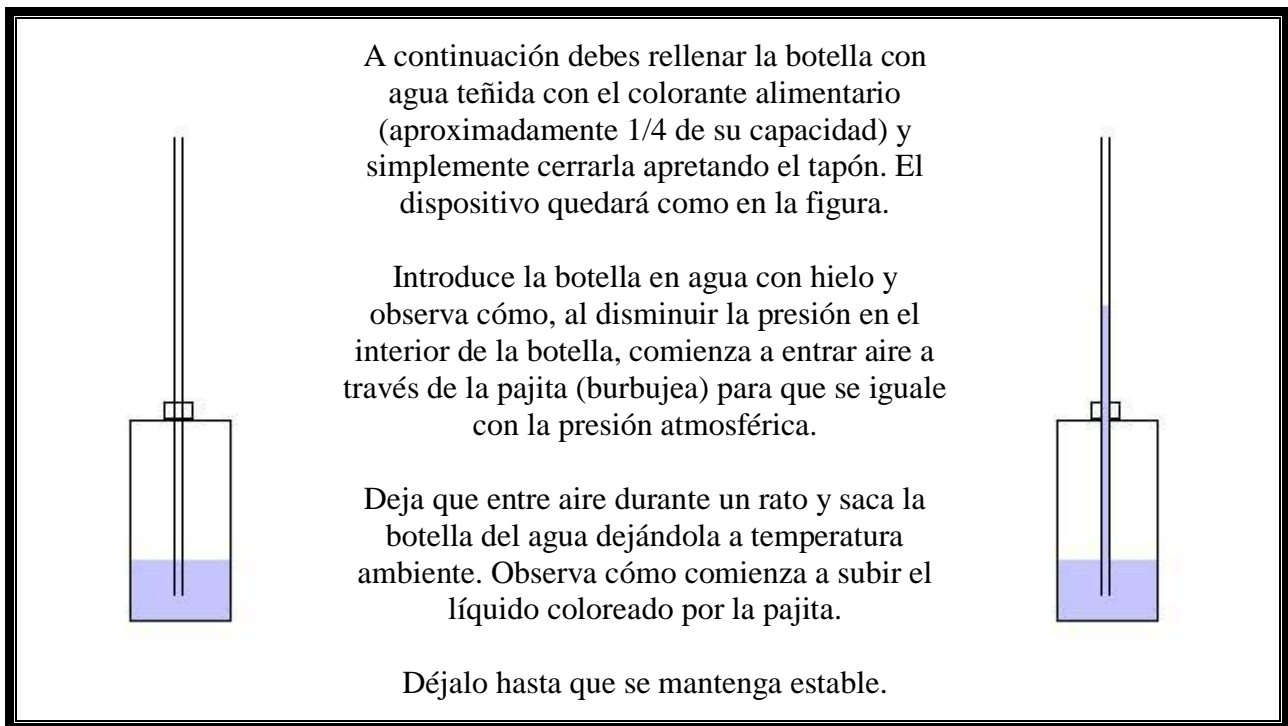 A continuación debes rellenar la botella con
agua teñida con el colorante alimentario
(aproximadamente 1/4 de su capacidad) y
simplemente cerrarla apretando el tapón. El
dispositivo quedará como en la figura.
Introduce la botella en agua con hielo y
observa cómo, al disminuir la presión en el
interior de la botella, comienza a entrar aire a
través de la pajita (burbujea) para que se iguale
con la presión atmosférica.
Deja que entre aire durante un rato y saca la
botella del agua dejándola a temperatura
ambiente. Observa cómo comienza a subir el
líquido coloreado por la pajita.
Déjalo hasta que se mantenga estable.